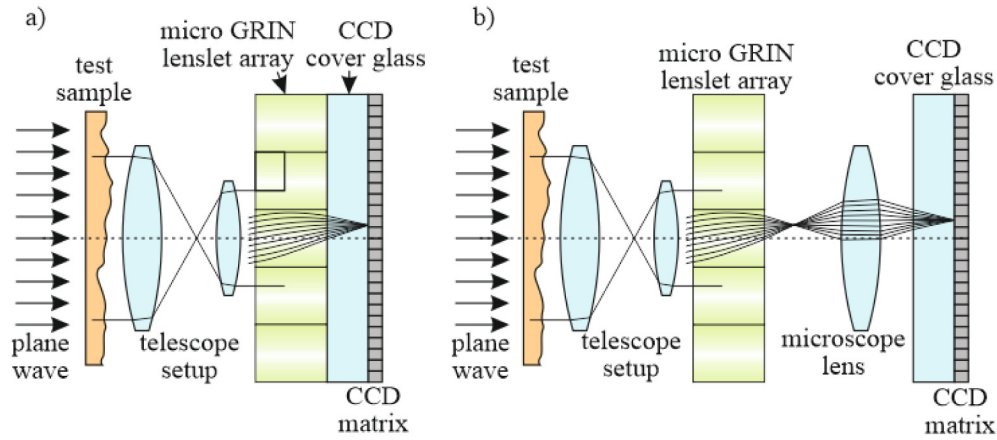 a)
test
sample
micro GRIN
lenslet array
CCD
cover glass
plane
wave
telescope
setup
CCD
matrix
b)
test
sample
micro GRIN
lenslet array
CCD
cover glass
plane
wave
telescope
setup
microscope
lens
CCD
matrix